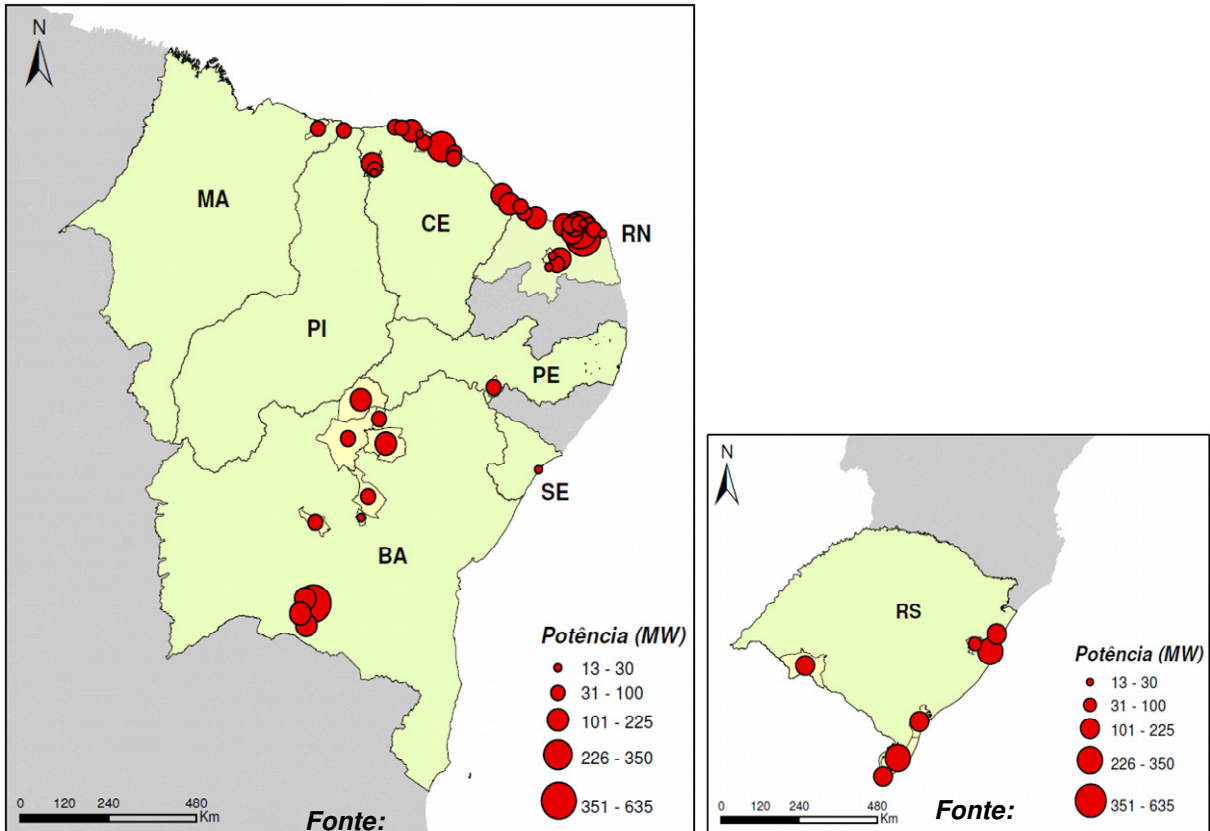 N
MA
CE
RN
PI
PE
SE
BA
Potência (MW)
13 - 30
31 - 100
101 - 225
226 - 350
351 - 635
0 120 240 480
Km
Fonte:
N
RS
Potência (MW)
13 - 30
31 - 100
101 - 225
226 - 350
351 - 635
0 120 240 480
Km
Fonte: